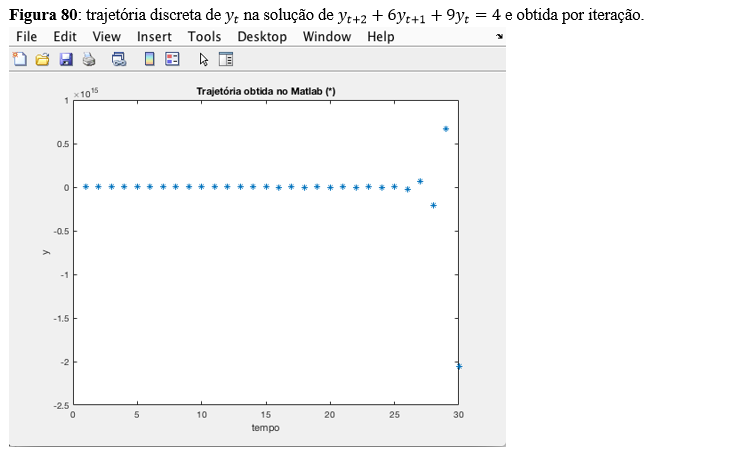 Figura 80: trajetória discreta de yₜ na solução de yₜ₊₂ + 6yₜ₊₁ + 9yₜ = 4 e obtida por iteração.
File Edit View Insert Tools Desktop Window Help
×10¹⁵
Trajetória obtida no Matlab (*)
1
0.5
0
-0.5
-1
-1.5
-2
-2.5
y
0 5 10 15 20 25 30
tempo